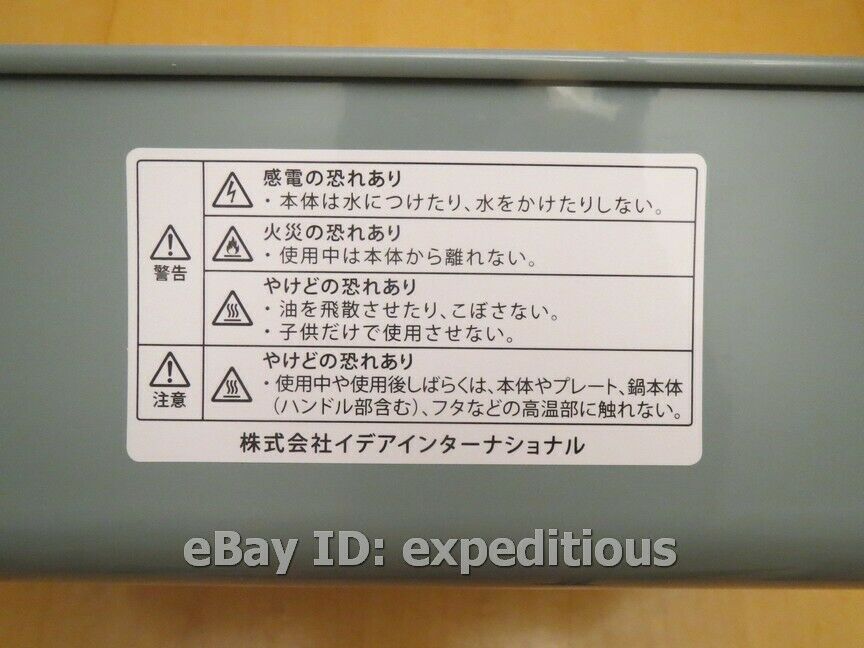 警告
感電の恐れあり
・本体は水につけたり、水をかけたりしない。
火災の恐れあり
・使用中は本体から離れない。
やけどの恐れあり
・油を飛散させたり、こぼさない。
・子供だけで使用させない。
注意
やけどの恐れあり
・使用中や使用後しばらくは、本体やプレート、鍋本体
（ハンドル部含む）、フタなどの高温部に触れない。
株式会社イデアインターナショナル
eBay ID: expeditious